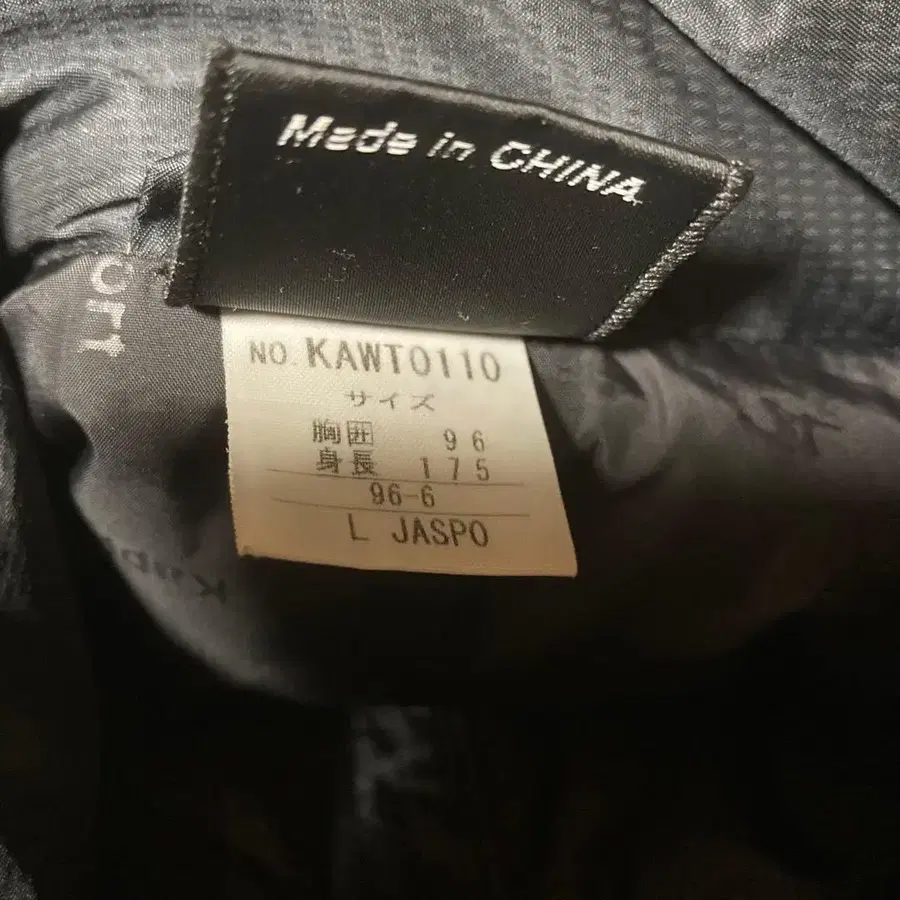 Made in CHINA
NO. KAWT0110
サイズ
胸囲 96
身長 175
96-6
L JASPO